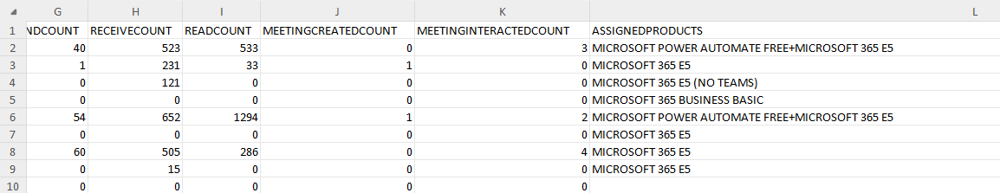 G H I J K L
1 NDCOUNT RECEIVECOUNT READCOUNT MEETINGCREATEDCOUNT MEETINGINTERACTEDCOUNT ASSIGNEDPRODUCTS
2 40 523 533 0 3 MICROSOFT POWER AUTOMATE FREE+MICROSOFT 365 E5
3 1 231 33 1 0 MICROSOFT 365 E5
4 0 121 0 0 0 MICROSOFT 365 E5 (NO TEAMS)
5 0 0 0 0 0 MICROSOFT 365 BUSINESS BASIC
6 54 652 1294 1 2 MICROSOFT POWER AUTOMATE FREE+MICROSOFT 365 E5
7 0 0 0 0 0 MICROSOFT 365 E5
8 60 505 286 0 4 MICROSOFT 365 E5
9 0 15 0 0 0 MICROSOFT 365 E5
10 0 0 0 0 0